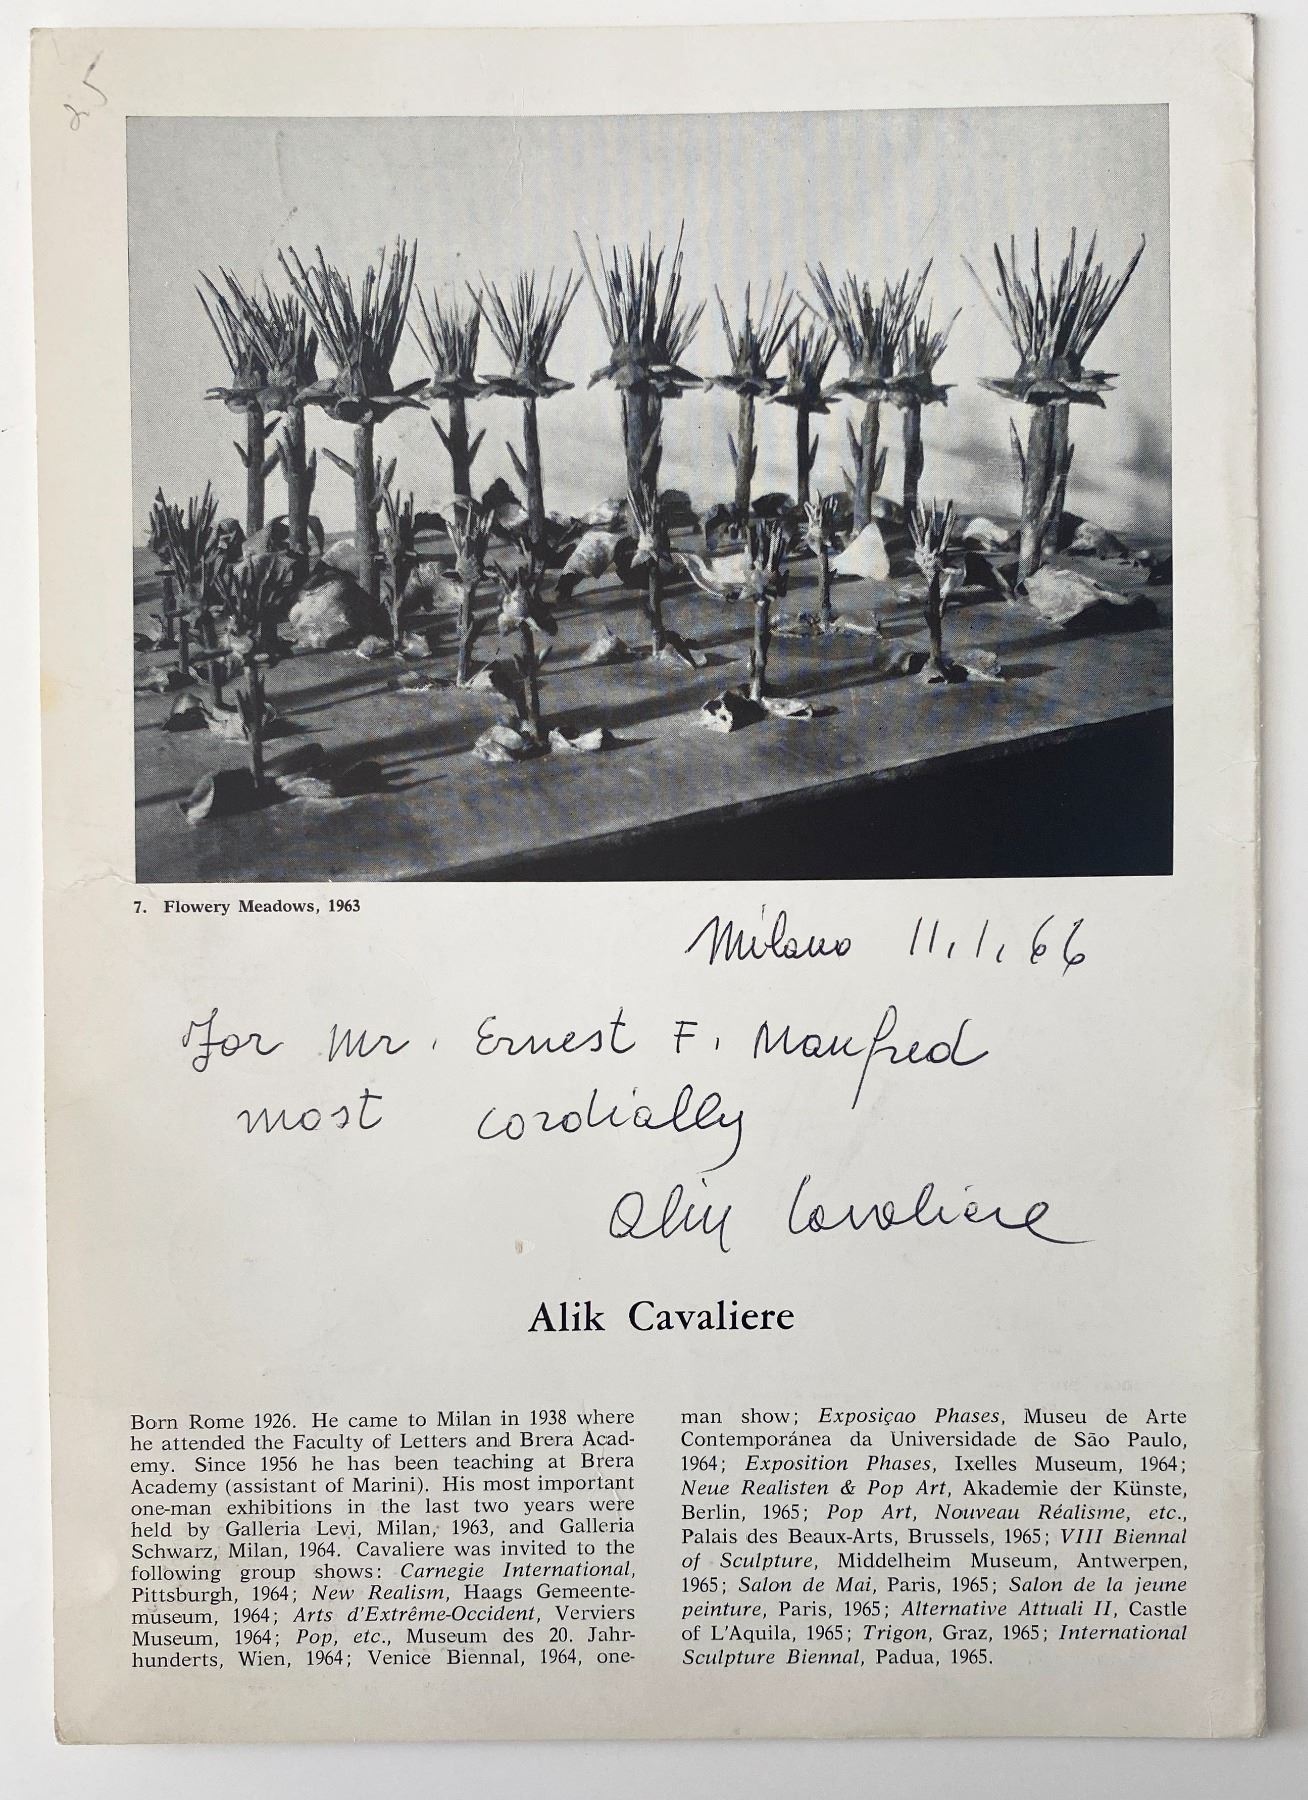 25
7. Flowery Meadows, 1963
Milano 11.1.66
For Mr. Ernest F. Manfred
most cordially
Alik Cavaliere
Alik Cavaliere
Born Rome 1926. He came to Milan in 1938 where
he attended the Faculty of Letters and Brera Acad-
emy. Since 1956 he has been teaching at Brera
Academy (assistant of Marini). His most important
one-man exhibitions in the last two years were
held by Galleria Levi, Milan, 1963, and Galleria
Schwarz, Milan, 1964. Cavaliere was invited to the
following group shows: Carnegie International,
Pittsburgh, 1964; New Realism, Haags Gemeente-
museum, 1964; Arts d'Extrême-Occident, Verviers
Museum, 1964; Pop, etc., Museum des 20. Jahr-
hunderts, Wien, 1964; Venice Biennal, 1964, one-
man show; Exposiçao Phases, Museu de Arte
Contemporánea da Universidade de São Paulo,
1964; Exposition Phases, Ixelles Museum, 1964;
Neue Realisten & Pop Art, Akademie der Künste,
Berlin, 1965; Pop Art, Nouveau Réalisme, etc.,
Palais des Beaux-Arts, Brussels, 1965; VIII Biennal
of Sculpture, Middelheim Museum, Antwerpen,
1965; Salon de Mai, Paris, 1965; Salon de la jeune
peinture, Paris, 1965; Alternative Attuali II, Castle
of L'Aquila, 1965; Trigon, Graz, 1965; International
Sculpture Biennal, Padua, 1965.